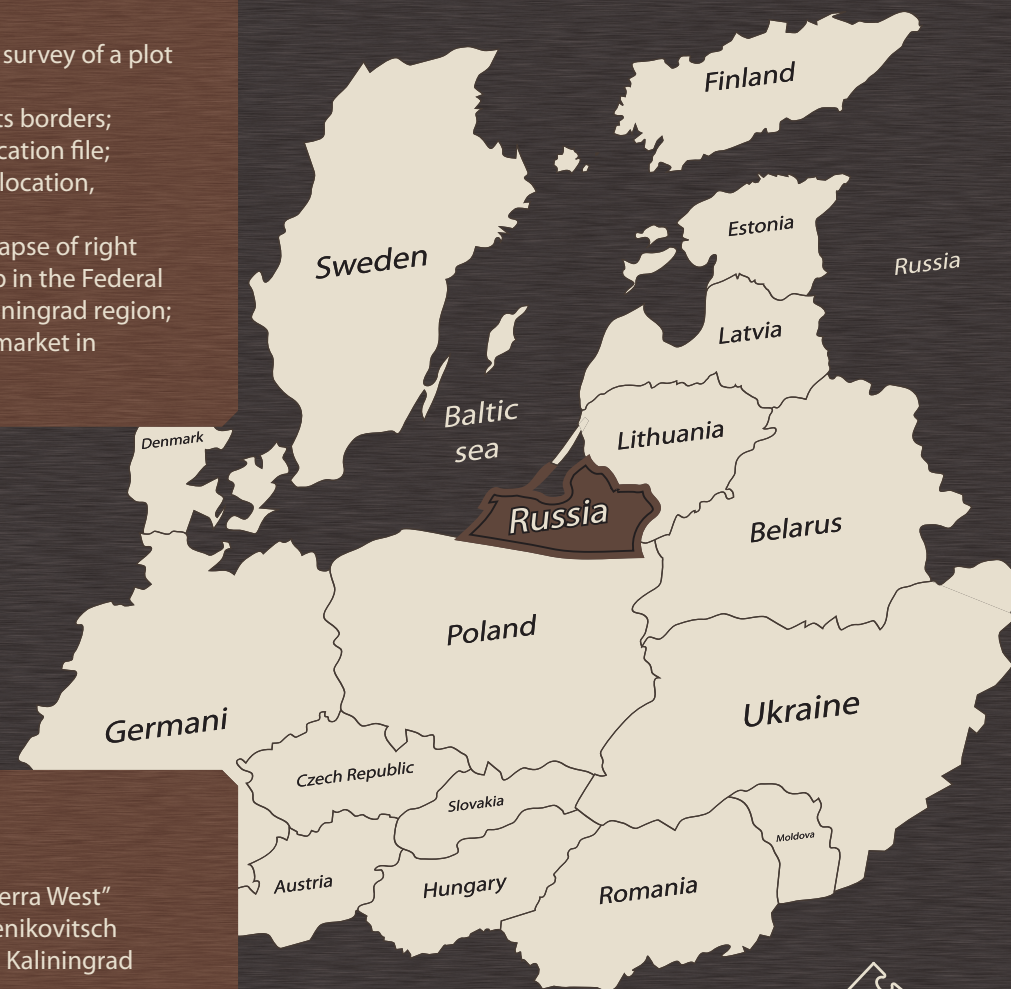 survey of a plot
ts borders;
cation file;
location,
apse of right
o in the Federal
iningrad region;
market in
Finland
Sweden
Estonia
Russia
Latvia
Baltic
sea
Denmark
Lithuania
Russia
Belarus
Poland
Ukraine
Germani
Czech Republic
Slovakia
Moldova
Austria
Hungary
Romania
erra West”
enikovitsch
Kaliningrad